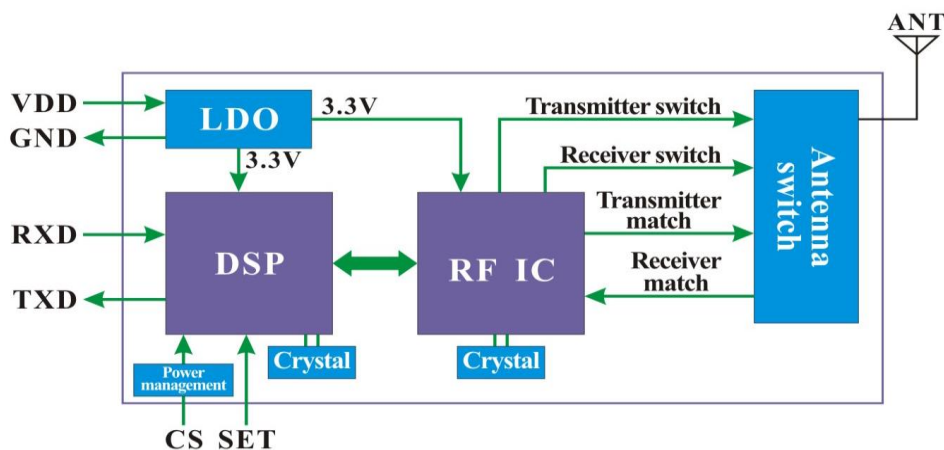 ANT
VDD
GND
LDO
3.3V
3.3V
Transmitter switch
Receiver switch
Transmitter
match
Receiver
match
Antenna
switch
RXD
TXD
DSP
RF IC
Crystal
Crystal
Power
management
CS
SET